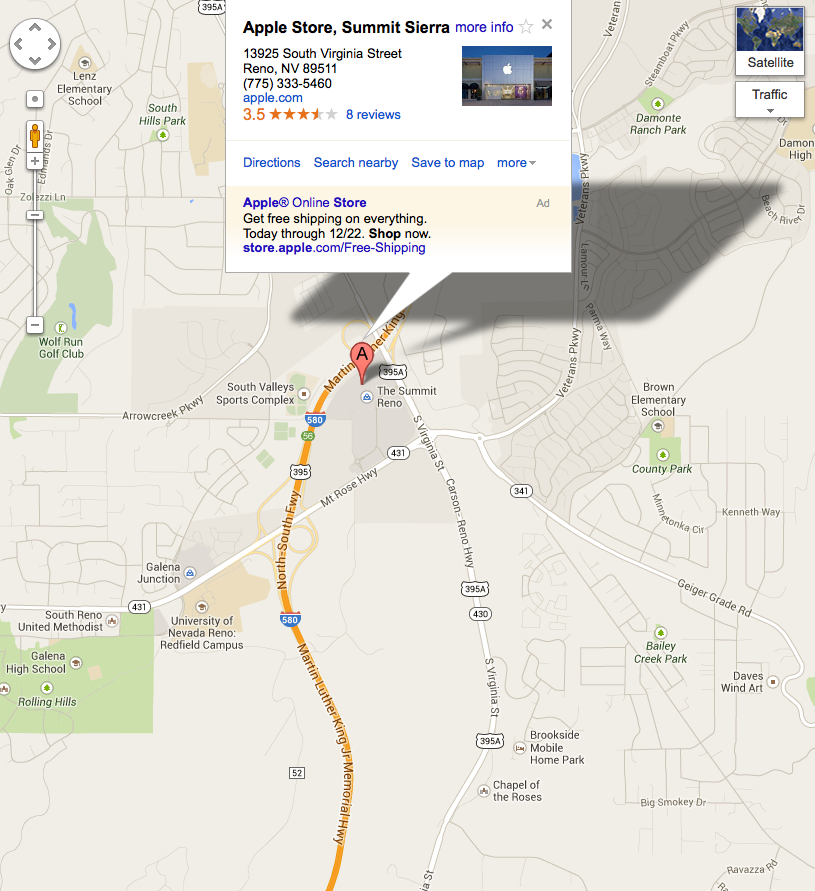 395A
Apple Store, Summit Sierra more info
13925 South Virginia Street
Reno, NV 89511
(775) 333-5460
apple.com
3.5 8 reviews
Directions Search nearby Save to map more
Apple® Online Store Ad
Get free shipping on everything.
Today through 12/22. Shop now.
store.apple.com/Free-Shipping
Satellite
Traffic
Lenz
Elementary
School
South
Hills Park
Oak Glen Dr
Edmands Dr
Zolezzi Ln
Veterans
Steamboat Pkwy
Damonte
Ranch Park
Damon
High
Veterans Pkwy
Beach River Dr
Lamount St
Parma Way
Veterans Pkwy
Wolf Run
Golf Club
Martin Luther King
A
395A
South Valleys
Sports Complex
The Summit
Reno
Arrowcreek Pkwy
580
56
S Virginia St
431
395
Mt Rose Hwy
Brown
Elementary
School
County Park
341
Carson - Reno Hwy
North-South Fwy
Minnetonka Cir
Kenneth Way
Galena
Junction
Geiger Grade Rd
395A
430
431
South Reno
United Methodist
University of
Nevada Reno:
Redfield Campus
580
Galena
High School
Rolling Hills
Bailey
Creek Park
Martin Luther King Jr Memorial Hwy
S Virginia St
Daves
Wind Art
395A
Brookside
Mobile
Home Park
52
Chapel of
the Roses
Big Smokey Dr
Ravazza Rd
ia St